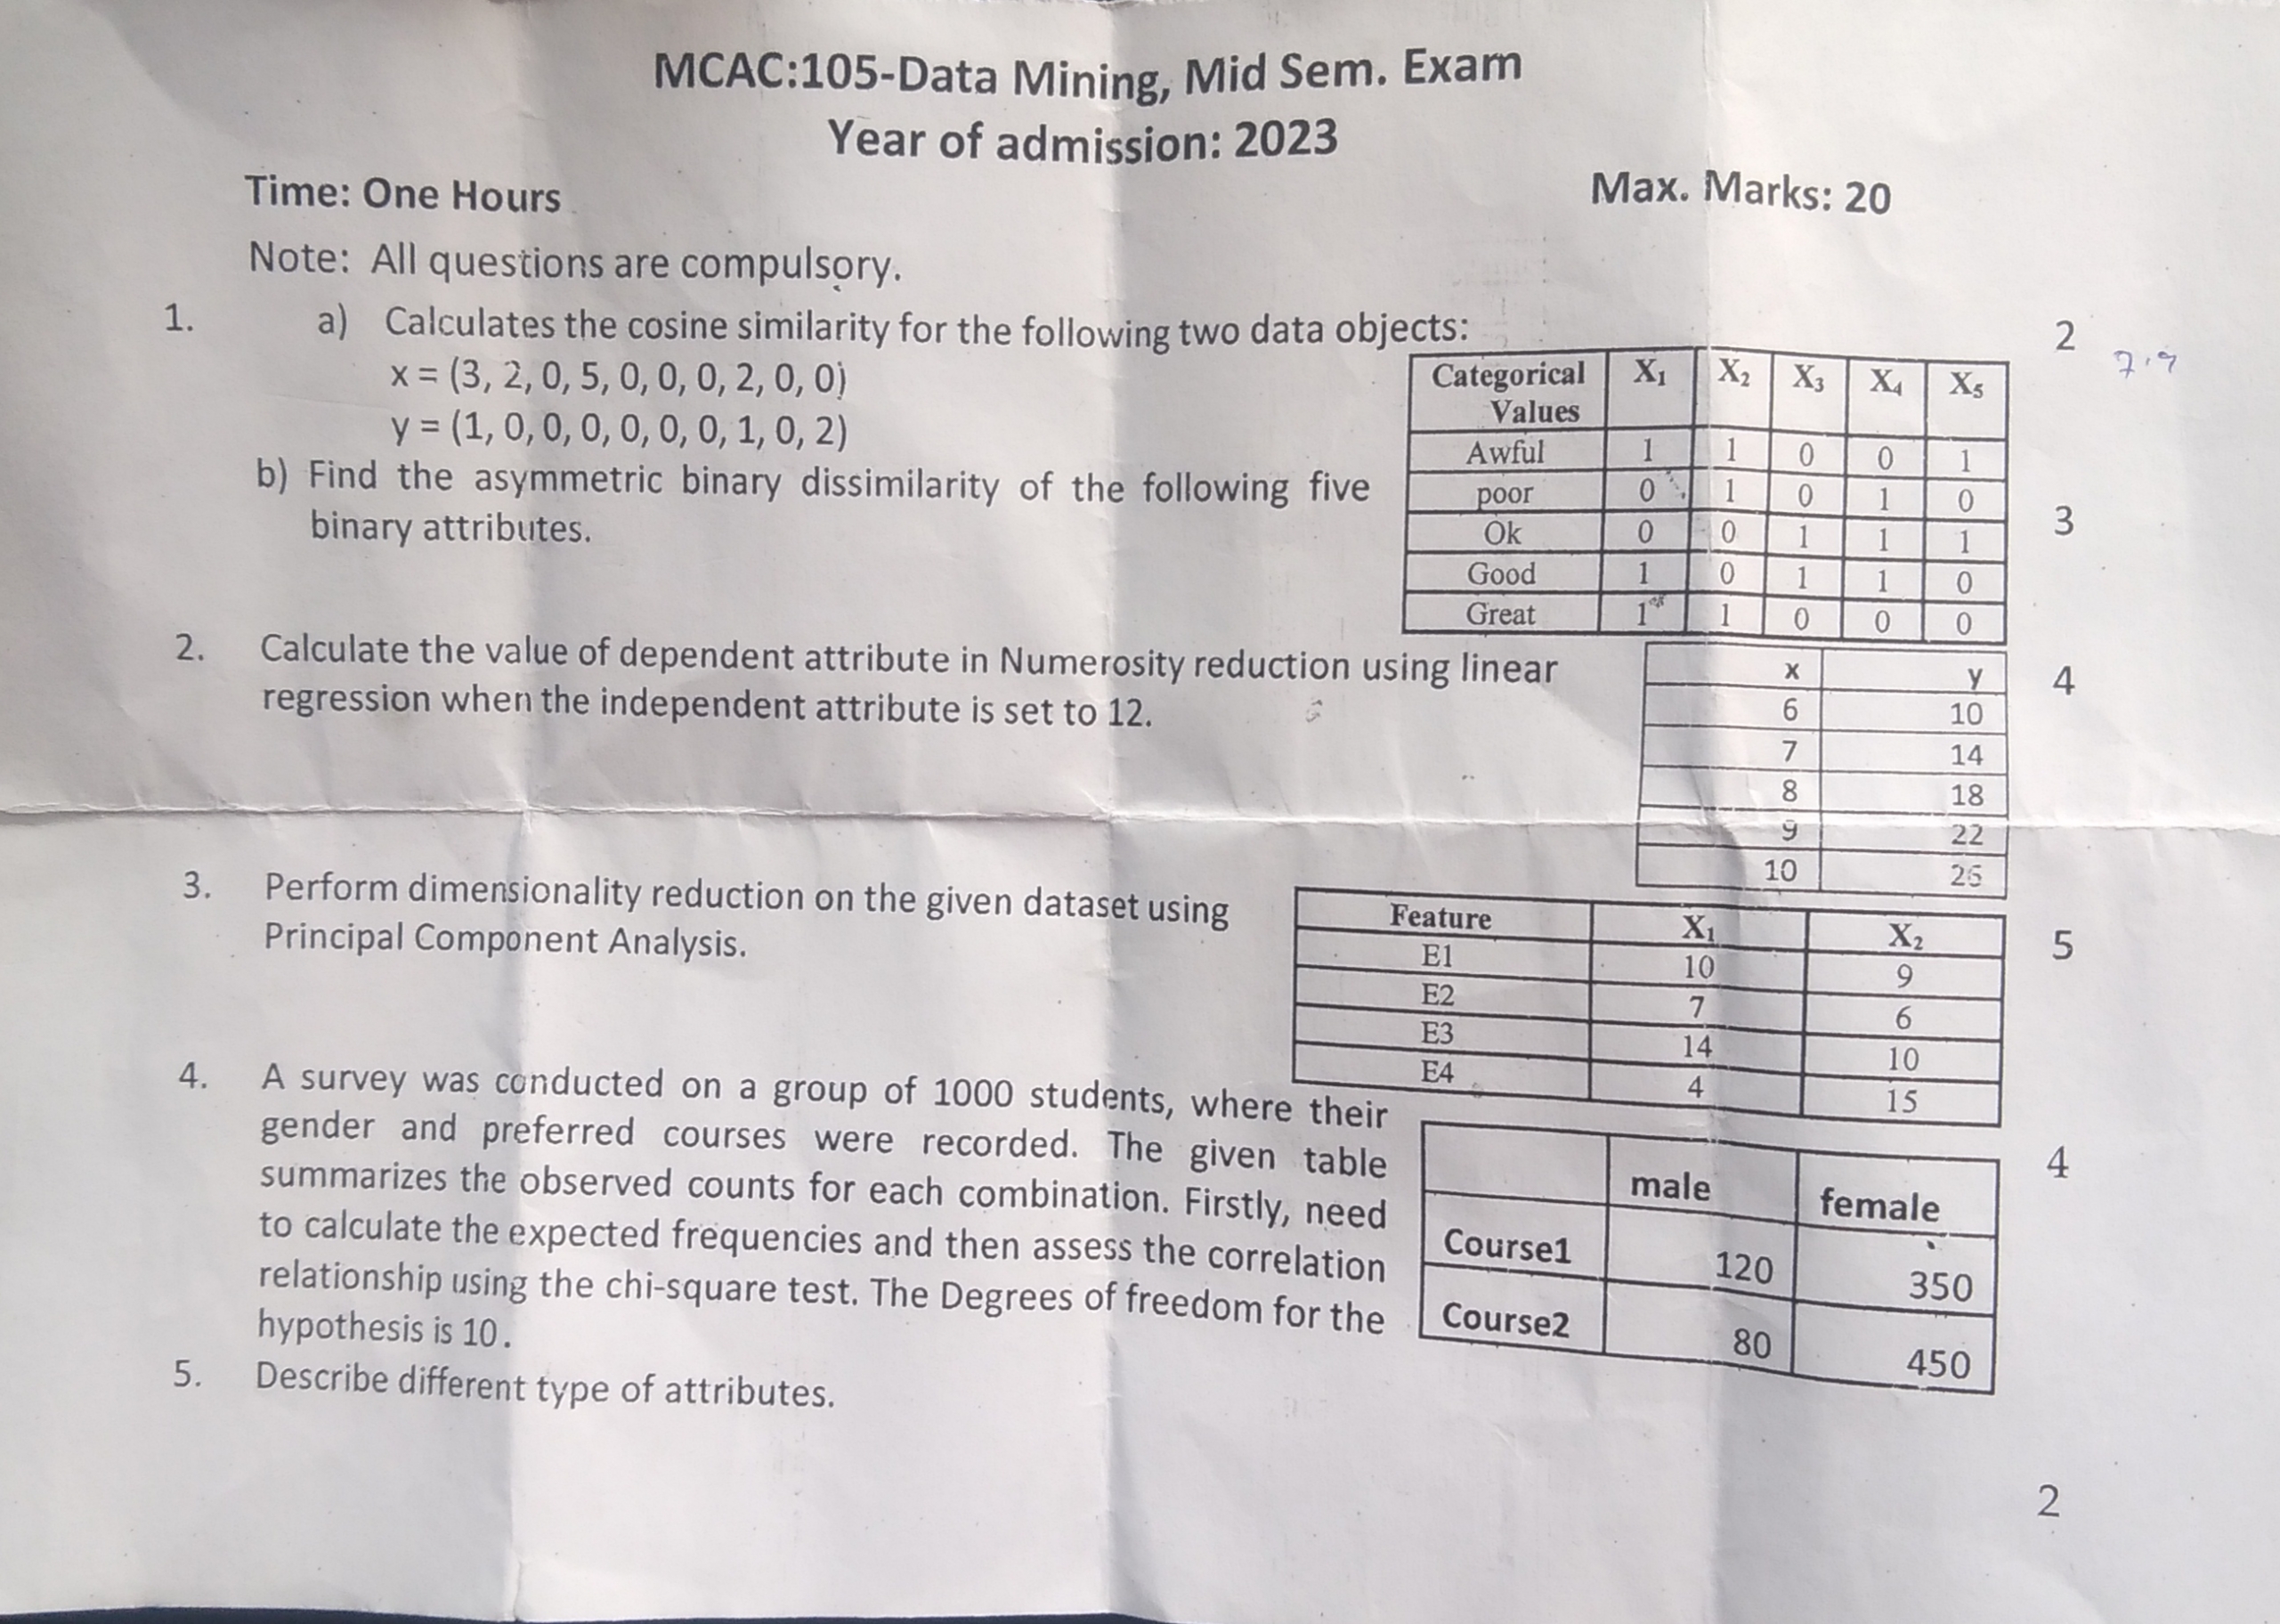 MCAC:105-Data Mining, Mid Sem. Exam
Year of admission: 2023
Time: One Hours
Max. Marks: 20
Note: All questions are compulsory.
1. a) Calculates the cosine similarity for the following two data objects: 2
x = (3, 2, 0, 5, 0, 0, 0, 2, 0, 0)
y = (1, 0, 0, 0, 0, 0, 0, 1, 0, 2)
b) Find the asymmetric binary dissimilarity of the following five 3
binary attributes.
Categorical Values X1 X2 X3 X4 X5
Awful 1 1 0 0 1
poor 0 1 0 1 0
Ok 0 0 1 1 1
Good 1 0 1 1 0
Great 1 1 0 0 0
2. Calculate the value of dependent attribute in Numerosity reduction using linear 4
regression when the independent attribute is set to 12.
x y
6 10
7 14
8 18
9 22
10 26
3. Perform dimensionality reduction on the given dataset using 5
Principal Component Analysis.
Feature X1 X2
E1 10 9
E2 7 6
E3 14 10
E4 4 15
4. A survey was conducted on a group of 1000 students, where their 4
gender and preferred courses were recorded. The given table
summarizes the observed counts for each combination. Firstly, need
to calculate the expected frequencies and then assess the correlation
relationship using the chi-square test. The Degrees of freedom for the
hypothesis is 10.
male female
Course1 120 350
Course2 80 450
5. Describe different type of attributes.
2